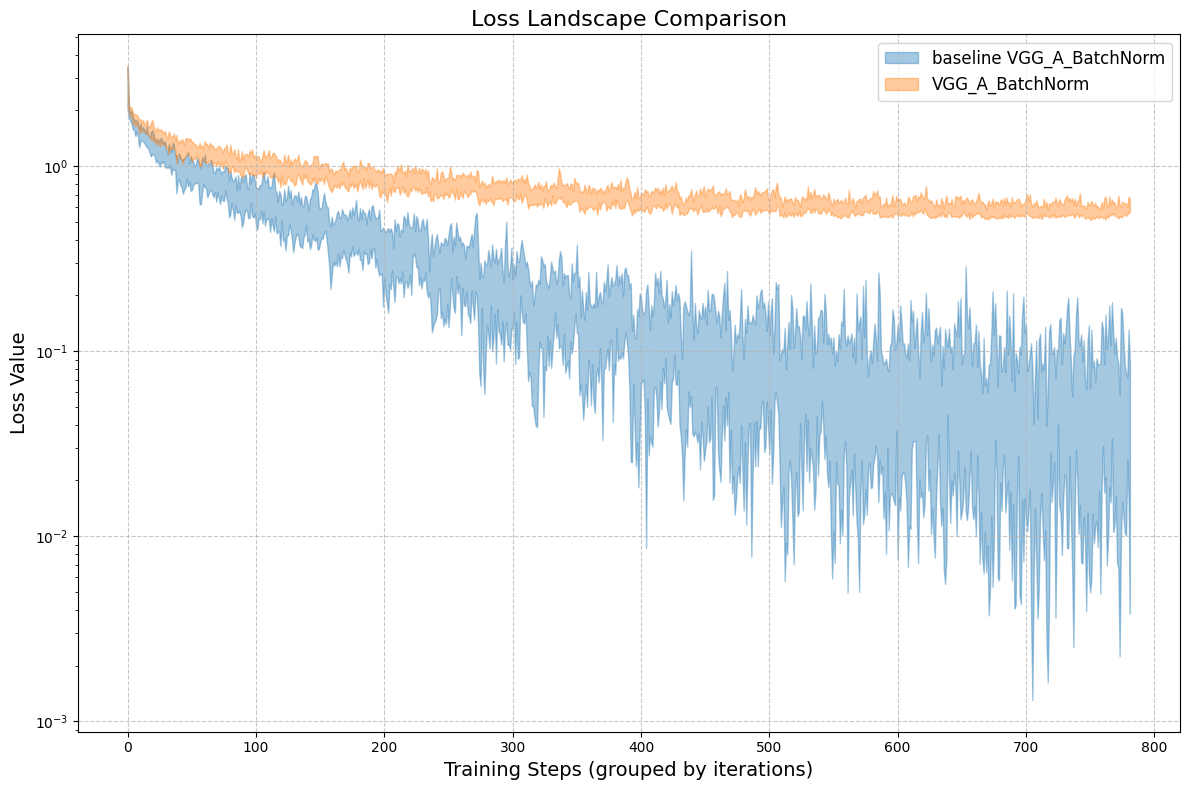 Loss Landscape Comparison
baseline VGG_A_BatchNorm
VGG_A_BatchNorm
Loss Value
10⁰
10⁻¹
10⁻²
10⁻³
0 100 200 300 400 500 600 700 800
Training Steps (grouped by iterations)